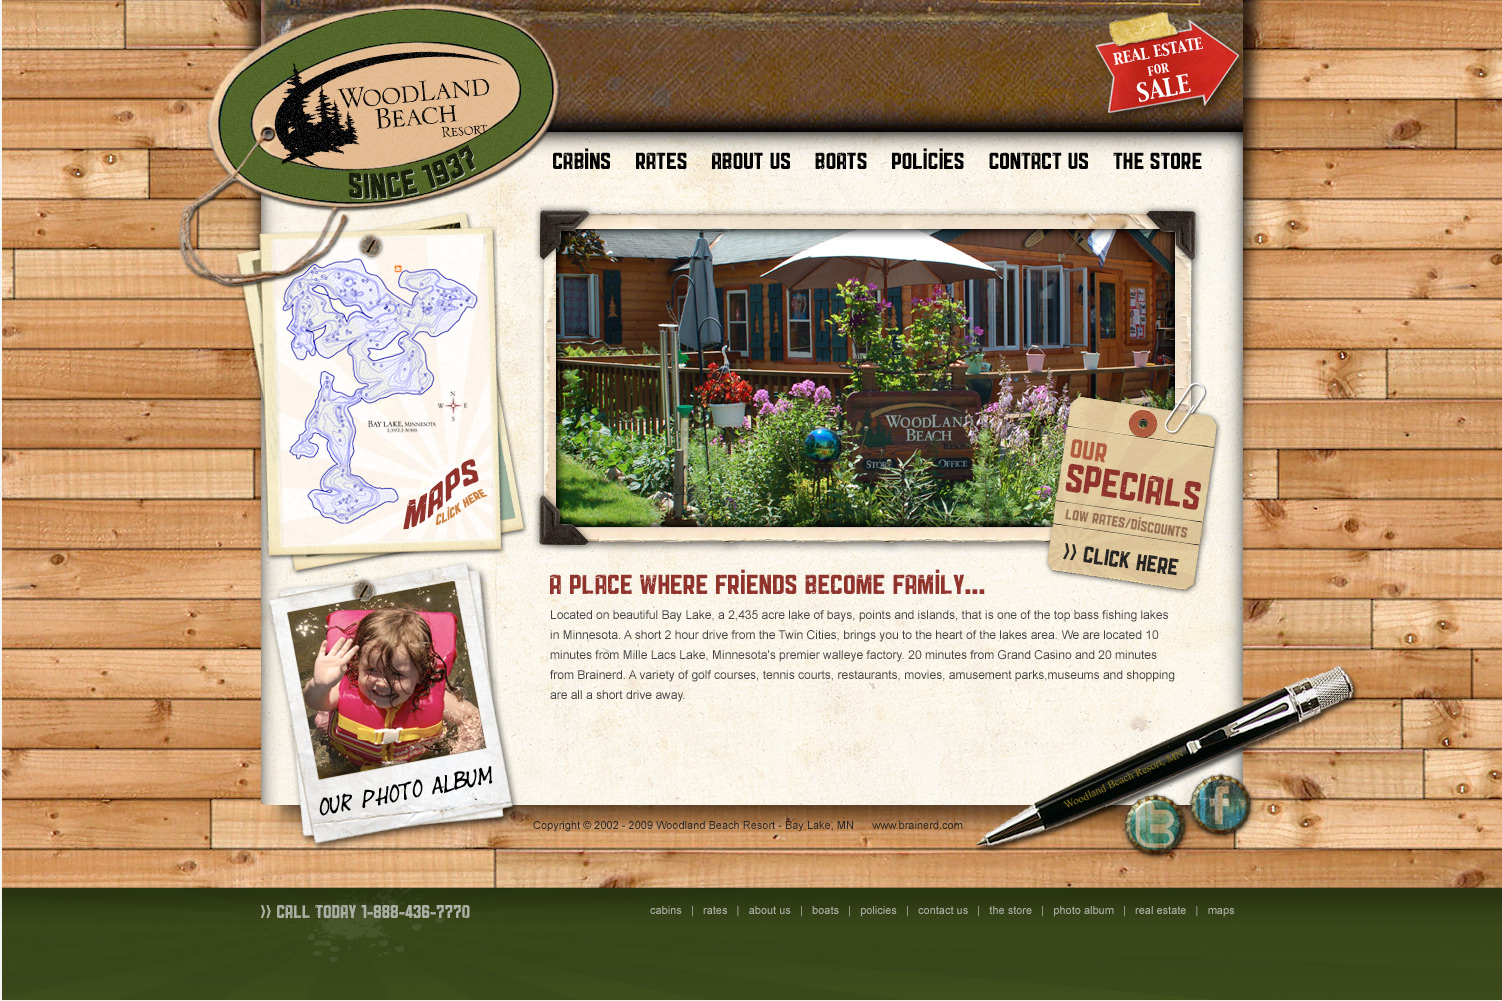 WOODLAND
BEACH
RESORT
SINCE 1937
REAL ESTATE
FOR
SALE
CABINS RATES ABOUT US BOATS POLICIES CONTACT US THE STORE
N
W E
S
BAY LAKE, MINNESOTA
MAPS
CLICK HERE
WOODLAND
BEACH
RESORT
STORE OFFICE
OUR
SPECIALS
LOW RATES/DISCOUNTS
>> CLICK HERE
A PLACE WHERE FRIENDS BECOME FAMILY...
Located on beautiful Bay Lake, a 2,435 acre lake of bays, points and islands, that is one of the top bass fishing lakes
in Minnesota. A short 2 hour drive from the Twin Cities, brings you to the heart of the lakes area. We are located 10
minutes from Mille Lacs Lake, Minnesota's premier walleye factory. 20 minutes from Grand Casino and 20 minutes
from Brainerd. A variety of golf courses, tennis courts, restaurants, movies, amusement parks,museums and shopping
are all a short drive away.
OUR PHOTO ALBUM
Woodland Beach Resort, MN
t f
Copyright © 2002 - 2009 Woodland Beach Resort - Bay Lake, MN www.brainerd.com
>> CALL TODAY 1-888-436-7770
cabins | rates | about us | boats | policies | contact us | the store | photo album | real estate | maps